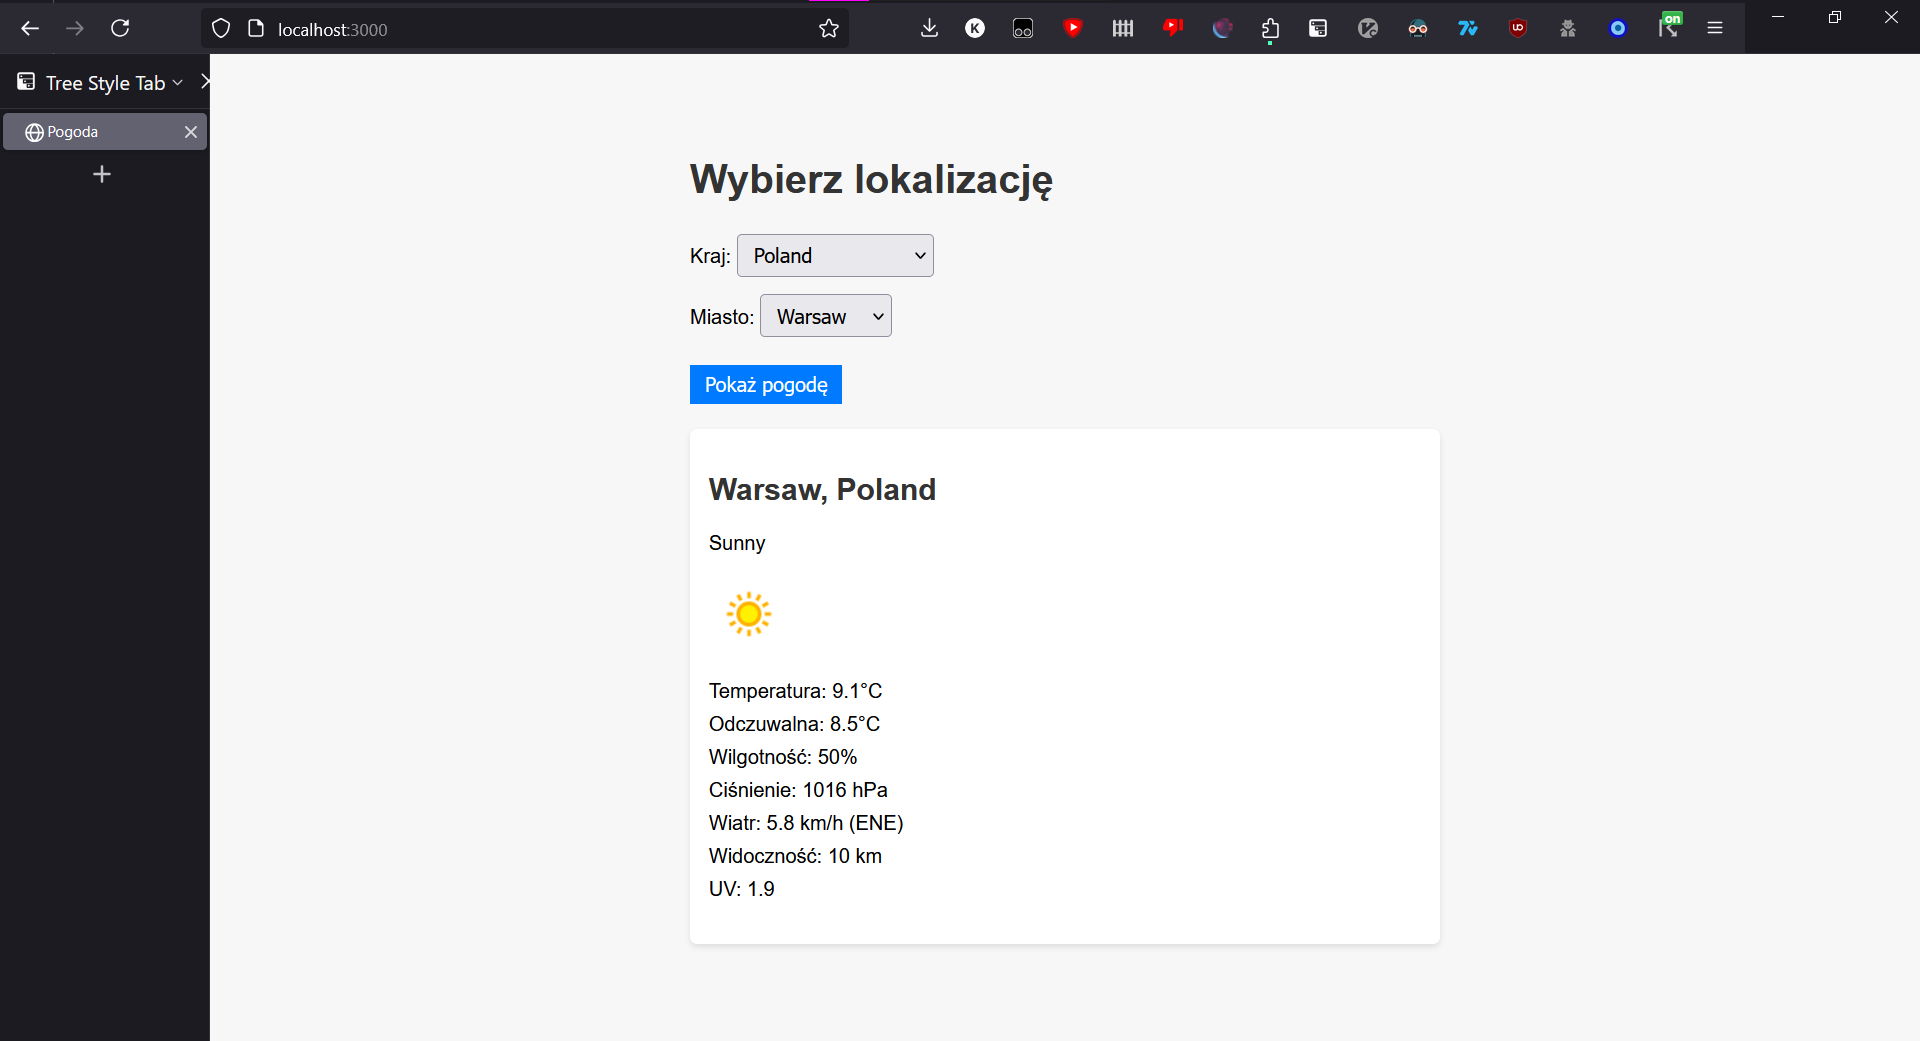 localhost:3000
on
Tree Style Tab
Pogoda
Wybierz lokalizację
Kraj: Poland
Miasto: Warsaw
Pokaż pogodę
Warsaw, Poland
Sunny
Temperatura: 9.1°C
Odczuwalna: 8.5°C
Wilgotność: 50%
Ciśnienie: 1016 hPa
Wiatr: 5.8 km/h (ENE)
Widoczność: 10 km
UV: 1.9